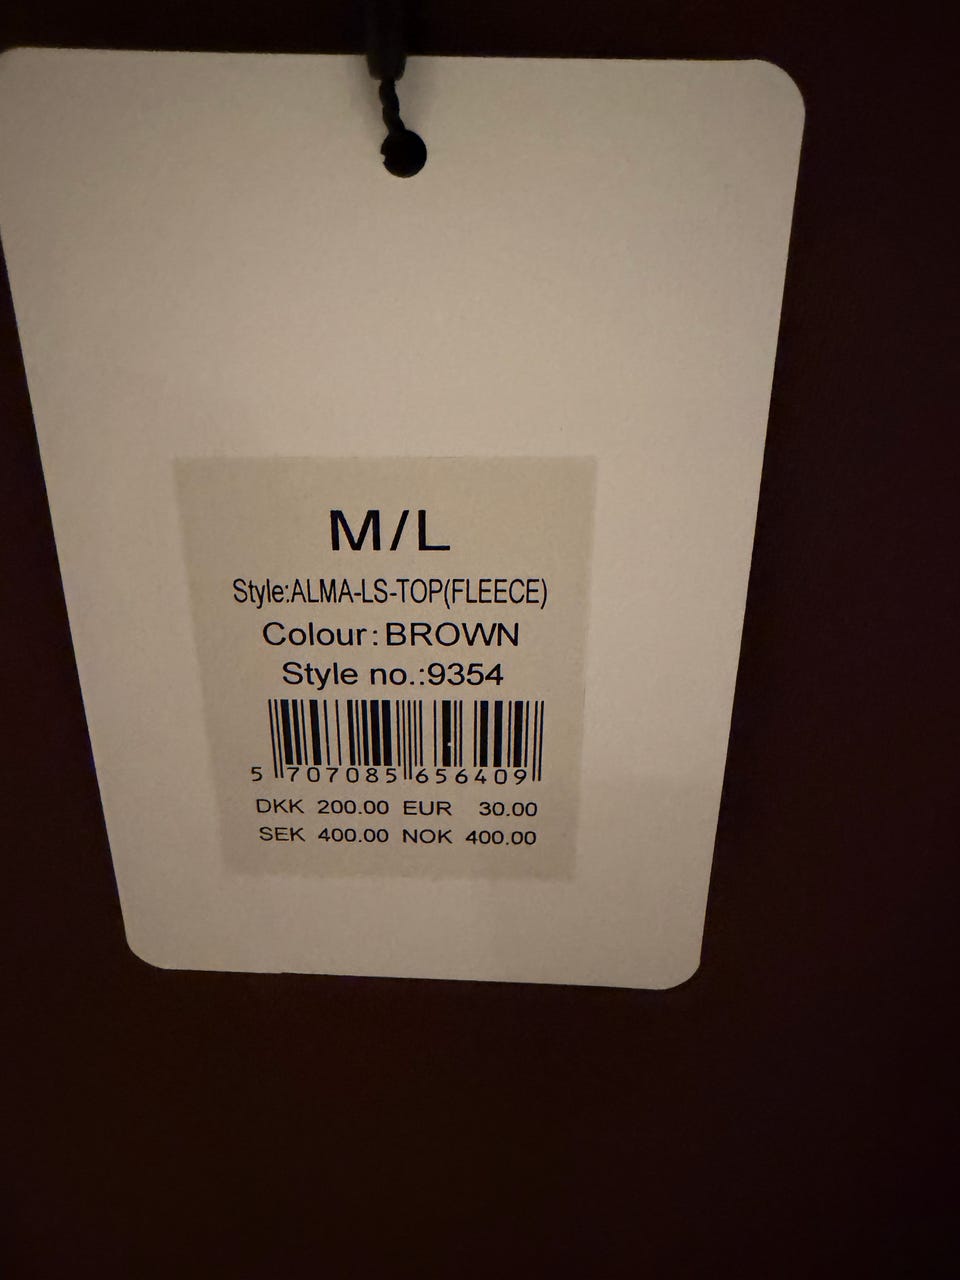 M/L
Style:ALMA-LS-TOP(FLEECE)
Colour:BROWN
Style no.:9354
5 707085 656409
DKK 200.00 EUR 30.00
SEK 400.00 NOK 400.00